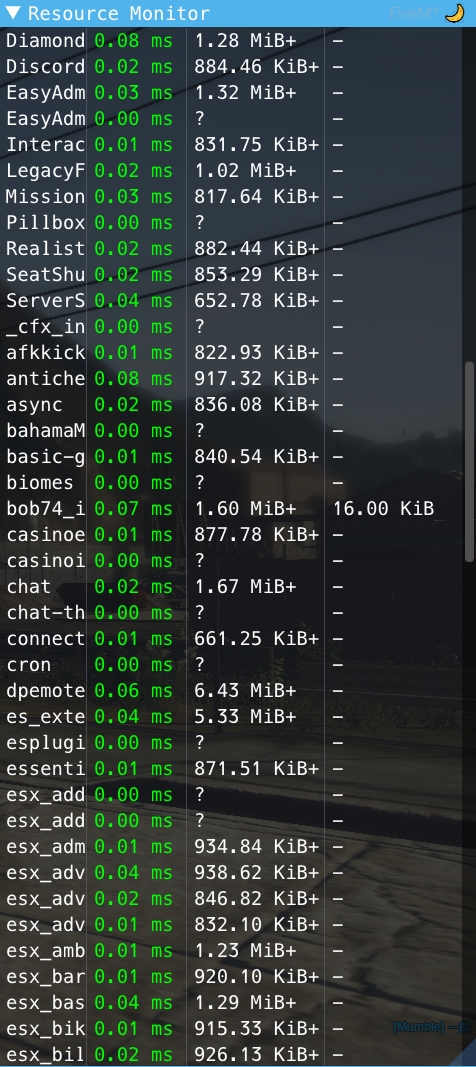 ▼ Resource Monitor FiveM® 🌙
Diamond 0.08 ms 1.28 MiB+ –
Discord 0.02 ms 884.46 KiB+ –
EasyAdm 0.03 ms 1.32 MiB+ –
EasyAdm 0.00 ms ? –
Interac 0.01 ms 831.75 KiB+ –
LegacyF 0.02 ms 1.02 MiB+ –
Mission 0.03 ms 817.64 KiB+ –
Pillbox 0.00 ms ? –
Realist 0.02 ms 882.44 KiB+ –
SeatShu 0.02 ms 853.29 KiB+ –
ServerS 0.04 ms 652.78 KiB+ –
_cfx_in 0.00 ms ? –
afkkick 0.01 ms 822.93 KiB+ –
antiche 0.08 ms 917.32 KiB+ –
async 0.02 ms 836.08 KiB+ –
bahamaM 0.00 ms ? –
basic-g 0.01 ms 840.54 KiB+ –
biomes 0.00 ms ? –
bob74_i 0.07 ms 1.60 MiB+ 16.00 KiB
casinoe 0.01 ms 877.78 KiB+ –
casinoi 0.00 ms ? –
chat 0.02 ms 1.67 MiB+ –
chat-th 0.00 ms ? –
connect 0.01 ms 661.25 KiB+ –
cron 0.00 ms ? –
dpemote 0.06 ms 6.43 MiB+ –
es_exte 0.04 ms 5.33 MiB+ –
esplugi 0.00 ms ? –
essenti 0.01 ms 871.51 KiB+ –
esx_add 0.00 ms ? –
esx_add 0.00 ms ? –
esx_adm 0.01 ms 934.84 KiB+ –
esx_adv 0.04 ms 938.62 KiB+ –
esx_adv 0.02 ms 846.82 KiB+ –
esx_adv 0.01 ms 832.10 KiB+ –
esx_amb 0.01 ms 1.23 MiB+ –
esx_bar 0.01 ms 920.10 KiB+ –
esx_bas 0.04 ms 1.29 MiB+ –
esx_bik 0.01 ms 915.33 KiB+ –
[Mumble]
esx_bil 0.02 ms 926.13 KiB+ –